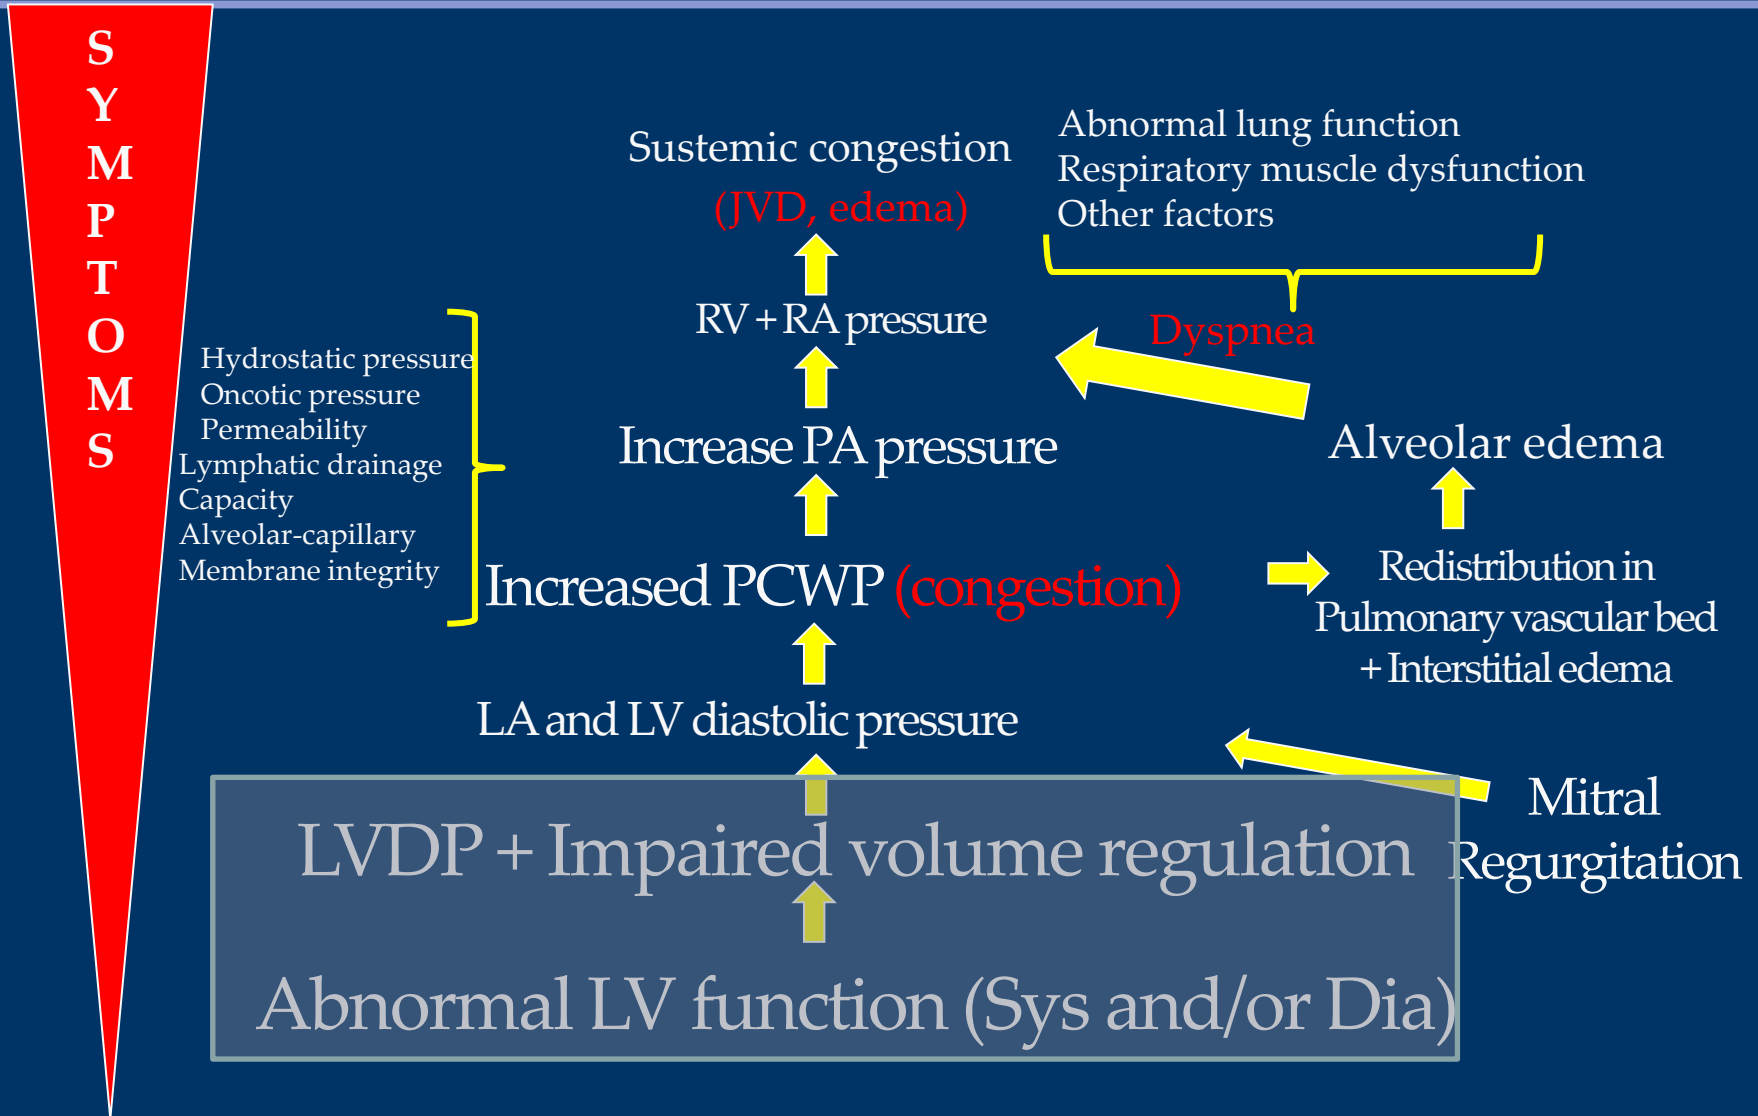 S
Y
M
P
T
O
M
S
Sustemic congestion
(JVD, edema)
Abnormal lung function
Respiratory muscle dysfunction
Other factors
RV + RA pressure
Dyspnea
Hydrostatic pressure
Oncotic pressure
Permeability
Lymphatic drainage
Capacity
Alveolar-capillary
Membrane integrity
Increase PA pressure
Alveolar edema
Increased PCWP (congestion)
Redistribution in
Pulmonary vascular bed
+ Interstitial edema
LA and LV diastolic pressure
Mitral
Regurgitation
LVDP + Impaired volume regulation
Abnormal LV function (Sys and/or Dia)